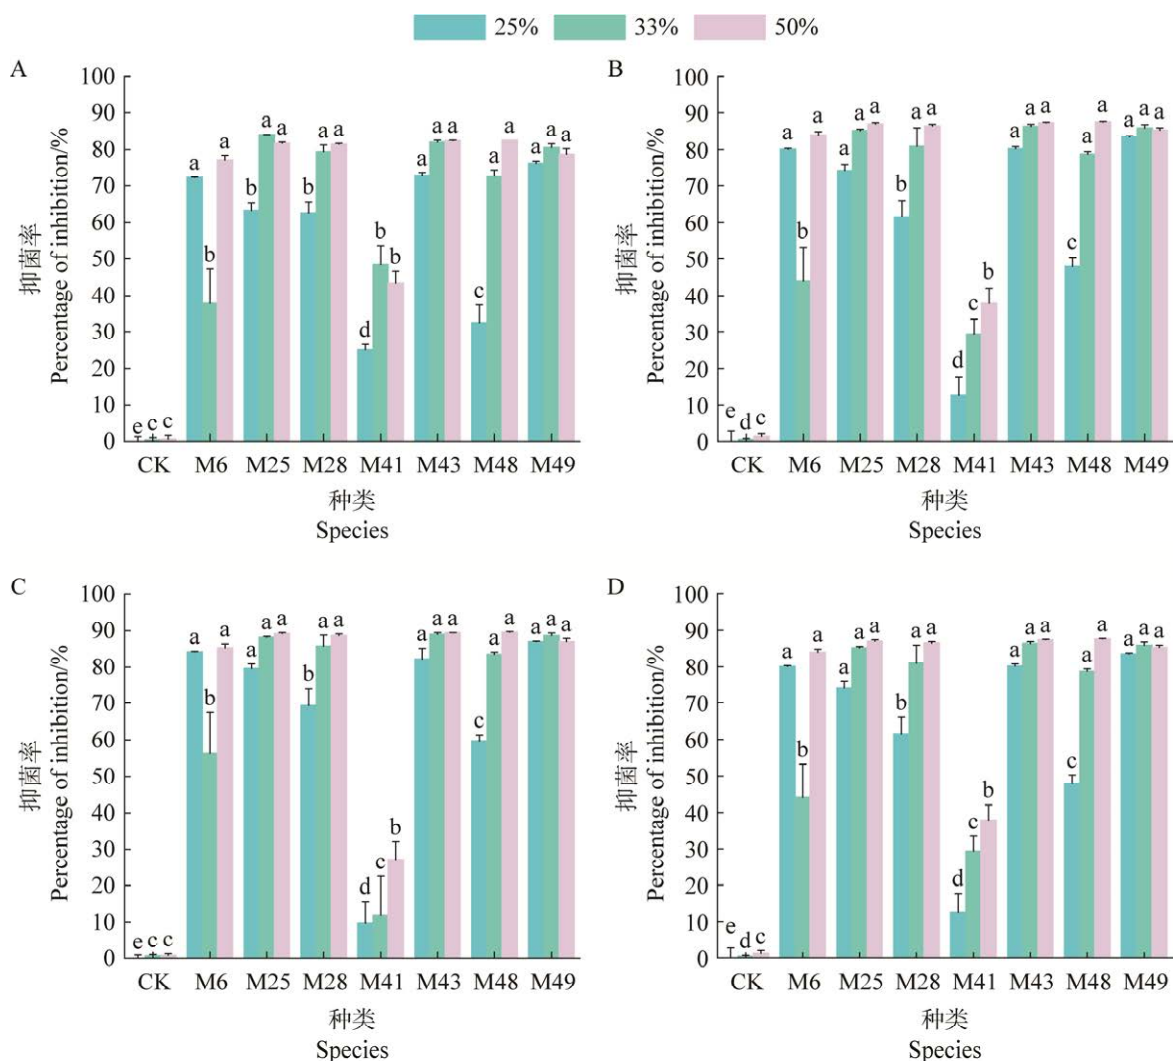 25% 33% 50%
A
100
90
80
70
60
50
40
30
20
10
0
抑菌率
Percentage of inhibition/%
e c c
a b a
b a a
b a a
d b b
a a a
c a a
a a a
CK M6 M25 M28 M41 M43 M48 M49
种类
Species
B
100
90
80
70
60
50
40
30
20
10
0
抑菌率
Percentage of inhibition/%
e d c
a b a
a a a
b a a
d c b
a a a
c a a
a a a
CK M6 M25 M28 M41 M43 M48 M49
种类
Species
C
100
90
80
70
60
50
40
30
20
10
0
抑菌率
Percentage of inhibition/%
e c c
a b a
a a a
b a a
d c b
a a a
c a a
a a a
CK M6 M25 M28 M41 M43 M48 M49
种类
Species
D
100
90
80
70
60
50
40
30
20
10
0
抑菌率
Percentage of inhibition/%
e d c
a b a
a a a
b a a
d c b
a a a
c a a
a a a
CK M6 M25 M28 M41 M43 M48 M49
种类
Species